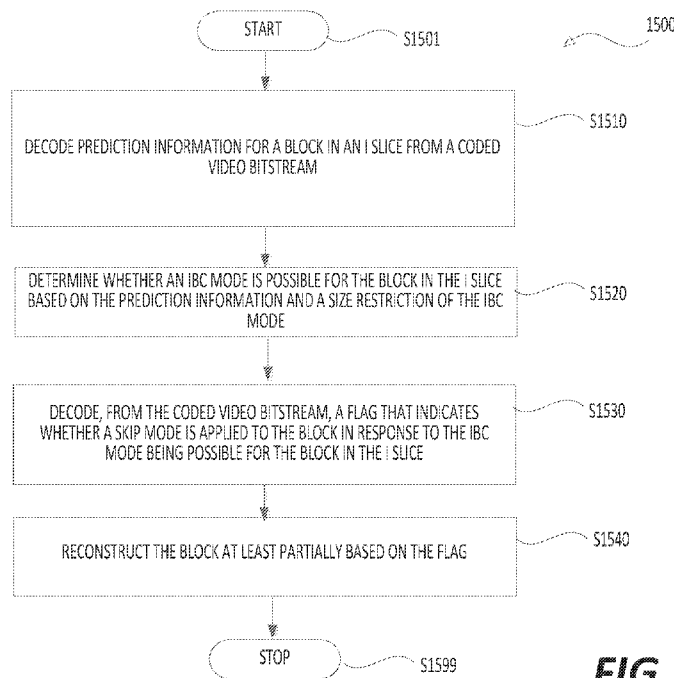 START
S1501
1500
DECODE PREDICTION INFORMATION FOR A BLOCK IN AN I SLICE FROM A CODED
VIDEO BITSTREAM
S1510
DETERMINE WHETHER AN IBC MODE IS POSSIBLE FOR THE BLOCK IN THE I SLICE
BASED ON THE PREDICTION INFORMATION AND A SIZE RESTRICTION OF THE IBC
MODE
S1520
DECODE, FROM THE CODED VIDEO BITSTREAM, A FLAG THAT INDICATES
WHETHER A SKIP MODE IS APPLIED TO THE BLOCK IN RESPONSE TO THE IBC
MODE BEING POSSIBLE FOR THE BLOCK IN THE I SLICE
S1530
RECONSTRUCT THE BLOCK AT LEAST PARTIALLY BASED ON THE FLAG
S1540
STOP
S1599
FIG